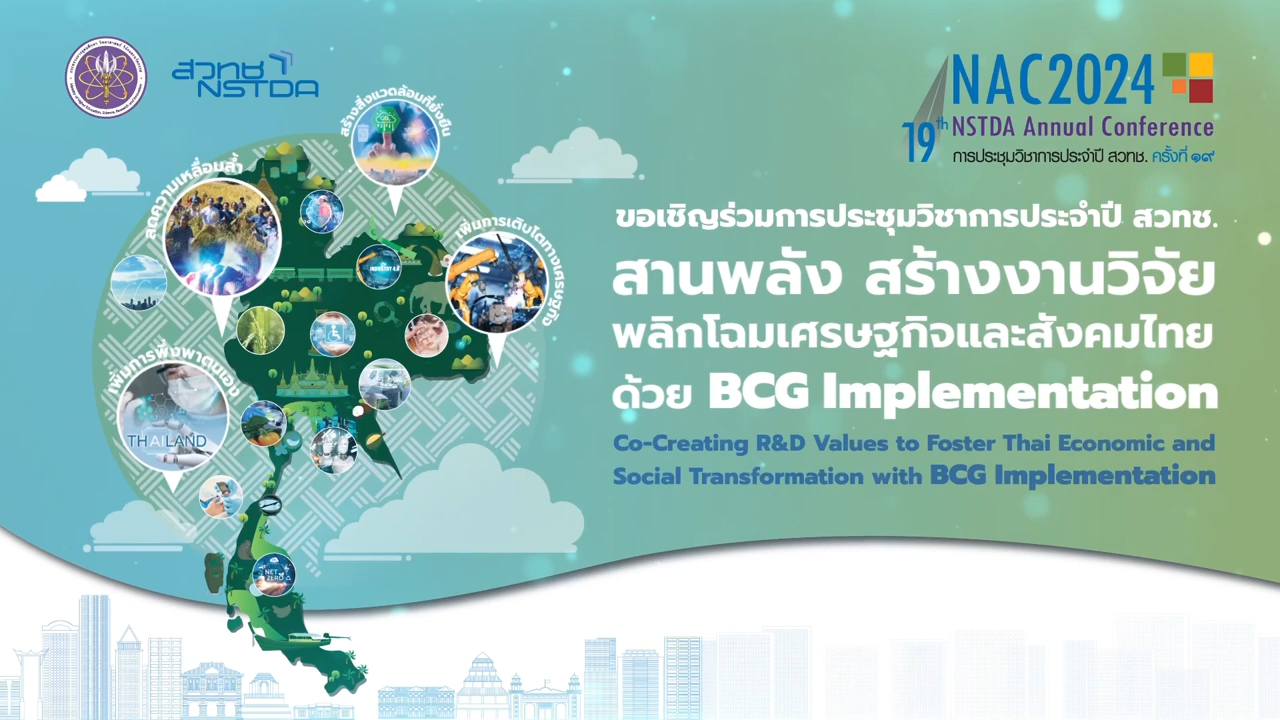 สวทช
NSTDA
NAC2024
19th NSTDA Annual Conference
การประชุมวิชาการประจำปี สวทช. ครั้งที่ ๑๙
ขอเชิญร่วมการประชุมวิชาการประจำปี สวทช.
สานพลัง สร้างงานวิจัย
พลิกโฉมเศรษฐกิจและสังคมไทย
ด้วย BCG Implementation
Co-Creating R&D Values to Foster Thai Economic and
Social Transformation with BCG Implementation
สร้างสิ่งแวดล้อมที่ยั่งยืน
ลดความเหลื่อมล้ำ
เพิ่มการเติบโตทางเศรษฐกิจ
INDUSTRY 4.0
เพิ่มการพึ่งพาตนเอง
THAILAND
NET
ZERO